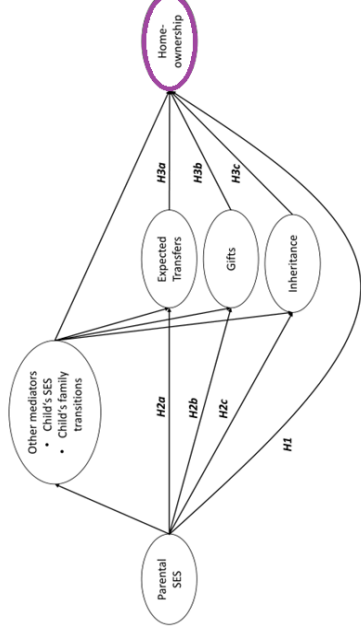 Other mediators
• Child's SES
• Child's family
transitions
Parental
SES
H2a
H2b
H2c
H1
Expected
Transfers
Gifts
Inheritance
H3a
H3b
H3c
Home-
ownership